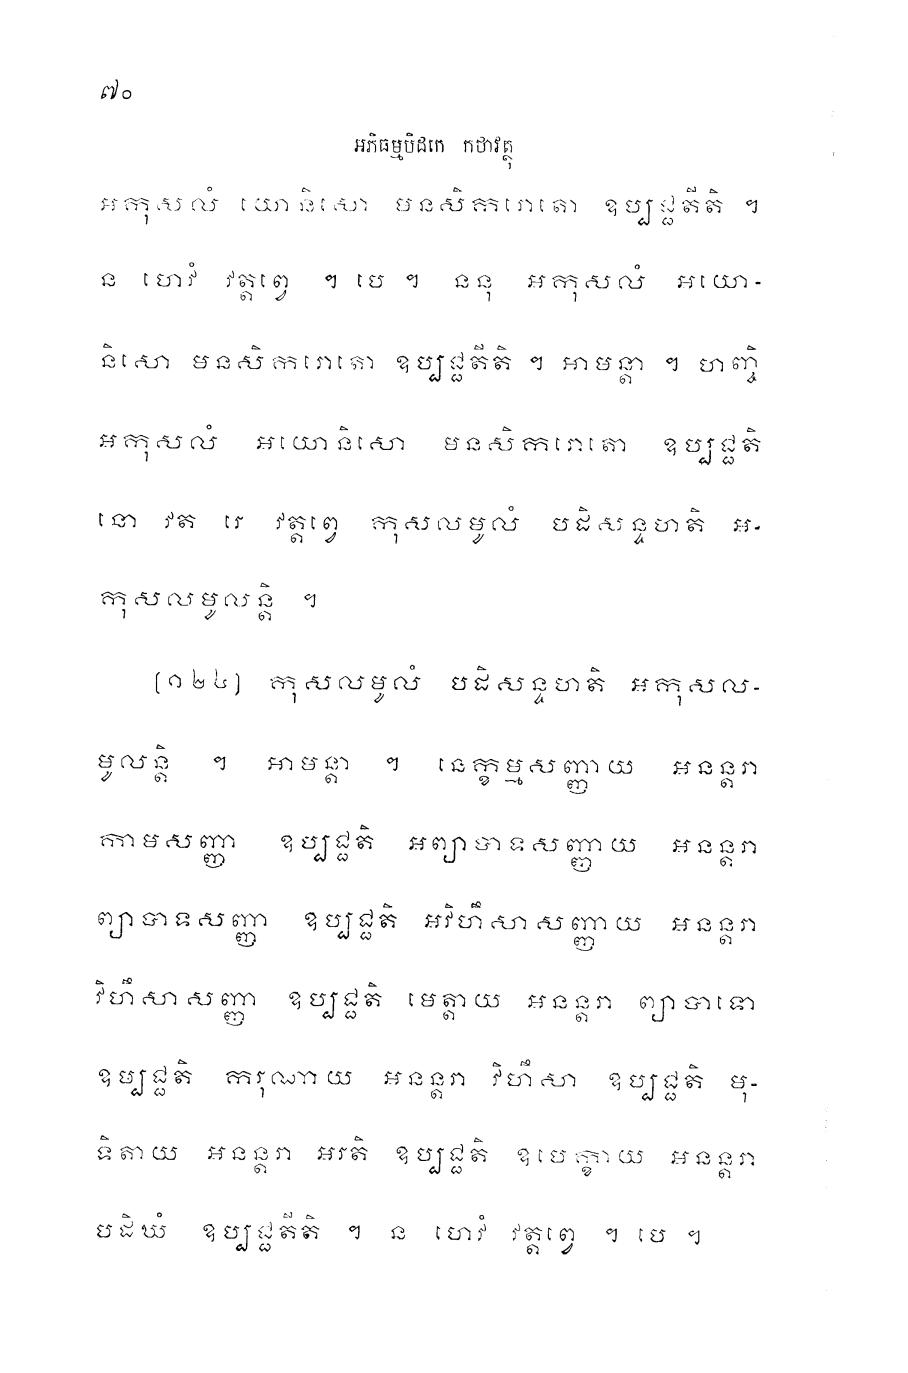 ៧០
អភិធម្មបិដកេ កថាវត្ថុ
អកុសលំ យោនិសោ មនសិករោតោ ឧប្បជ្ជតីតិ ។
ន ហេវំ វត្តព្វេ ។ បេ ។ ននុ អកុសលំ អយោ-
និសោ មនសិករោតោ ឧប្បជ្ជតីតិ ។ អាមន្តា ។ ហញ្ចិ
អកុសលំ អយោនិសោ មនសិករោតោ ឧប្បជ្ជតិ
នោ វត រេ វត្តព្វេ កុសលមូលំ បដិសន្ទហតិ អ-
កុសលមូលន្តិ ។
[១២៤] កុសលមូលំ បដិសន្ទហតិ អកុសល-
មូលន្តិ ។ អាមន្តា ។ នេក្ខម្មសញ្ញាយ អនន្តរា
កាមសញ្ញា ឧប្បជ្ជតិ អព្យាបាទសញ្ញាយ អនន្តរា
ព្យាបាទសញ្ញា ឧប្បជ្ជតិ អវិហឹសាសញ្ញាយ អនន្តរា
វិហឹសាសញ្ញា ឧប្បជ្ជតិ មេត្តាយ អនន្តរា ព្យាបាទោ
ឧប្បជ្ជតិ ករុណាយ អនន្តរា វិហឹសា ឧប្បជ្ជតិ មុ-
ទិតាយ អនន្តរា អរតិ ឧប្បជ្ជតិ ឧបេក្ខាយ អនន្តរា
បដិឃំ ឧប្បជ្ជតីតិ ។ ន ហេវំ វត្តព្វេ ។ បេ ។